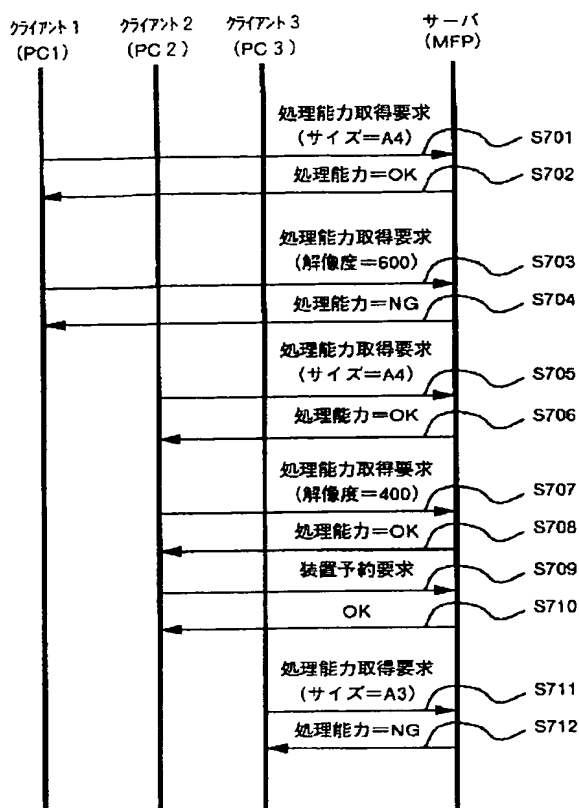 クライアント1
(PC1)
クライアント2
(PC2)
クライアント3
(PC3)
サーバ
(MFP)
処理能力取得要求
(サイズ=A4)
S701
処理能力=OK
S702
処理能力取得要求
(解像度=600)
S703
処理能力=NG
S704
処理能力取得要求
(サイズ=A4)
S705
処理能力=OK
S706
処理能力取得要求
(解像度=400)
S707
処理能力=OK
S708
装置予約要求
S709
OK
S710
処理能力取得要求
(サイズ=A3)
S711
処理能力=NG
S712